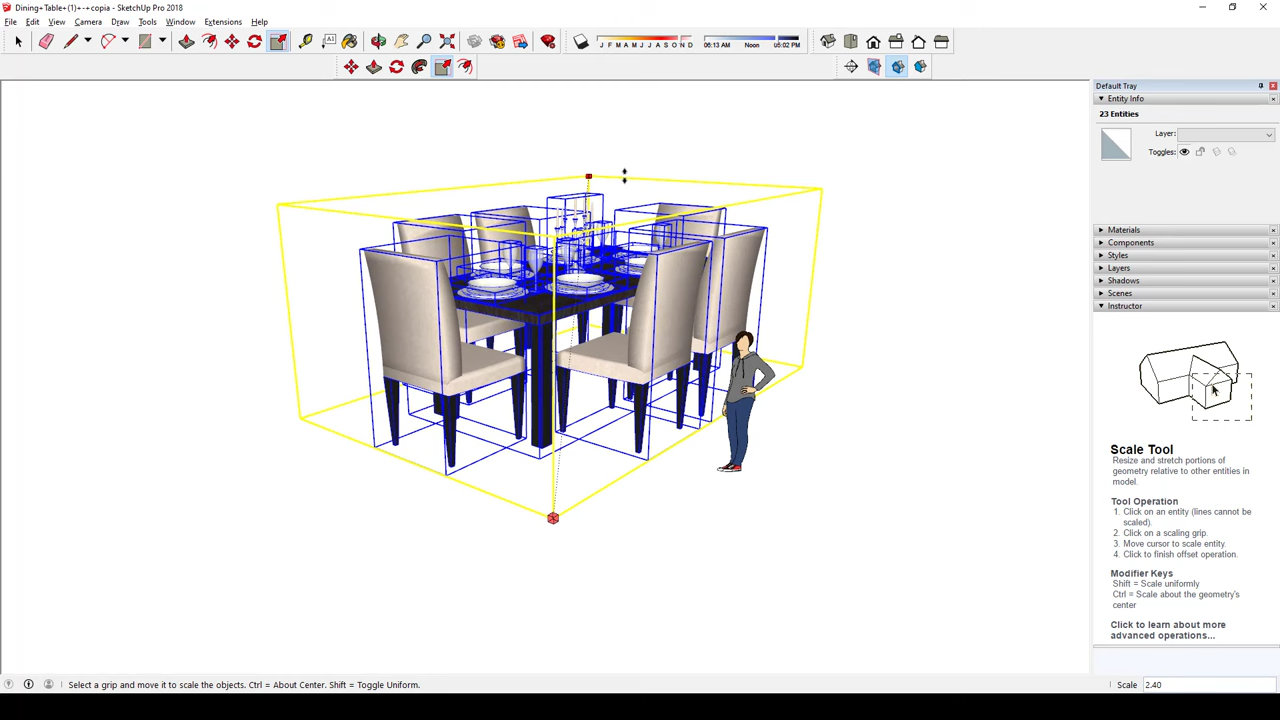 Dining+Table+(1)+-+copia - SketchUp Pro 2018
File Edit View Camera Draw Tools Window Extensions Help
A1
J F M A M J J A S O N D 06:13 AM Noon 05:02 PM
Default Tray
Entity Info
23 Entities
Layer:
Toggles:
Materials
Components
Styles
Layers
Shadows
Scenes
Instructor
Scale Tool
Resize and stretch portions of
geometry relative to other entities in
model.
Tool Operation
1. Click on an entity (lines cannot be
scaled).
2. Click on a scaling grip.
3. Move cursor to scale entity.
4. Click to finish offset operation.
Modifier Keys
Shift = Scale uniformly
Ctrl = Scale about the geometry's
center
Click to learn about more
advanced operations...
Select a grip and move it to scale the objects. Ctrl = About Center. Shift = Toggle Uniform.
Scale 2.40